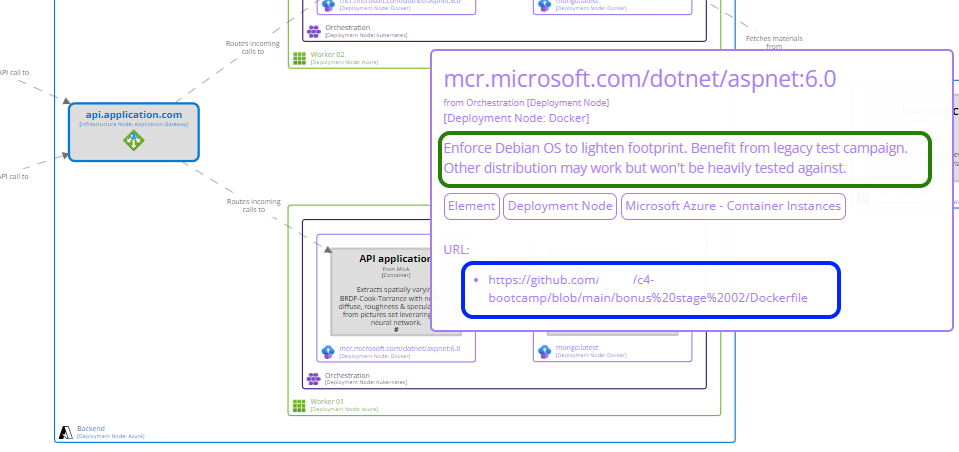 mcr.microsoft.com/dotnet/aspnet:6.0
[Deployment Node: Docker]
mongo:latest
[Deployment Node: Docker]
Orchestration
[Deployment Node: Kubernetes]
Worker 02
[Deployment Node: Azure]
Routes incoming
calls to
Fetches materials
from
API call to
api.application.com
[Infrastructure Node: Application Gateway]
API call to
Routes incoming
calls to
mcr.microsoft.com/dotnet/aspnet:6.0
from Orchestration [Deployment Node]
[Deployment Node: Docker]
Enforce Debian OS to lighten footprint. Benefit from legacy test campaign.
Other distribution may work but won't be heavily tested against.
Element
Deployment Node
Microsoft Azure - Container Instances
URL:
• https://github.com/ /c4-
bootcamp/blob/main/bonus%20stage%2002/Dockerfile
API application
from MILA
[Container]
Extracts spatially
BRDF-Cook-Torrance with
diffuse, roughness &
from pictures set leveraging
neural network.
#
mcr.microsoft.com/dotnet/aspnet:6.0
[Deployment Node: Docker]
mongo:latest
[Deployment Node: Docker]
Orchestration
[Deployment Node: Kubernetes]
Worker 01
[Deployment Node: Azure]
Backend
[Deployment Node: Azure]